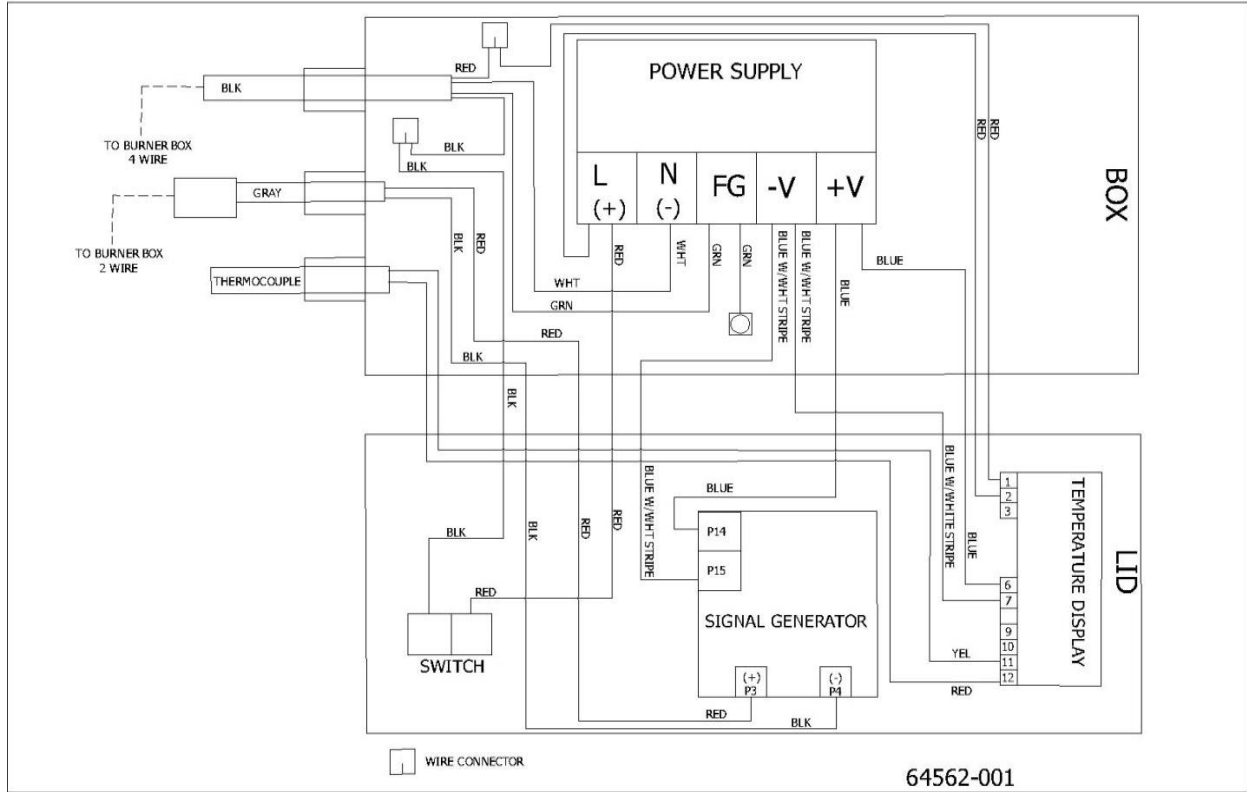 RED
BLK
TO BURNER BOX
4 WIRE
BLK
BLK
GRAY
TO BURNER BOX
2 WIRE
THERMOCOUPLE
POWER SUPPLY
L
(+)
N
(-)
FG
-V
+V
RED
RED
BOX
BLK
RED
WHT
GRN
RED
WHT
GRN
GRN
BLUE W/WHT STRIPE
BLUE W/WHT STRIPE
BLUE
BLUE
RED
BLK
BLK
BLUE W/WHT STRIPE
BLUE
BLUE W/WHITE STRIPE
BLUE
BLK
BLK
RED
RED
RED
SWITCH
P14
P15
SIGNAL GENERATOR
(+)
P3
(-)
P4
RED
BLK
YEL
RED
1
2
3
6
7
9
10
11
12
TEMPERATURE DISPLAY
LID
WIRE CONNECTOR
64562-001